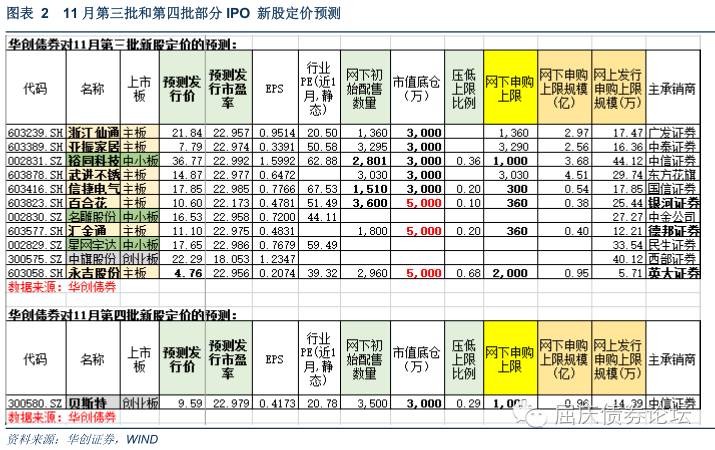 图表 2 11 月第三批和第四批部分 IPO 新股定价预测
华创债券对11月第三批新股定价的预测：
代码 名称 上市板 预测发行价 预测发行市盈率 EPS 行业PE(近1月,静态) 网下初始配售数量 市值底仓(万) 压低上限比例 网下申购上限 网下申购上限规模(亿) 网上发行申购上限规模(万) 主承销商
603239.SH 浙江仙通 主板 21.84 22.957 0.9514 20.50 1,360 3,000 1,360 2.97 17.47 广发证券
603389.SH 亚振家居 主板 7.79 22.974 0.3391 50.58 3,295 3,000 3,290 2.56 16.36 中泰证券
002831.SZ 裕同科技 中小板 36.77 22.992 1.5992 62.88 2,801 3,000 0.36 1,000 3.68 44.12 中信证券
603878.SH 武进不锈 主板 14.87 22.977 0.6472 3,030 3,000 3,030 4.51 29.74 东方花旗
603416.SH 信捷电气 主板 17.85 22.985 0.7766 67.53 1,510 3,000 0.20 300 0.54 17.85 国信证券
603823.SH 百合花 主板 10.60 22.173 0.4781 51.49 3,600 5,000 0.10 360 0.38 25.44 银河证券
002830.SZ 名雕股份 中小板 16.53 22.958 0.7200 44.11 27.27 中金公司
603577.SH 汇金通 主板 11.10 22.975 0.4831 1,800 5,000 0.20 360 0.40 12.21 德邦证券
002829.SZ 星网宇达 中小板 17.65 22.986 0.7679 59.49 33.54 民生证券
300575.SZ 中旗股份 创业板 22.29 18.053 1.2347 40.12 西部证券
603058.SH 永吉股份 主板 4.76 22.956 0.2074 39.32 2,960 5,000 0.68 2,000 0.95 5.71 英大证券
数据来源：华创债券
华创债券对11月第四批新股定价的预测：
代码 名称 上市板 预测发行价 预测发行市盈率 EPS 行业PE(近1月,静态) 网下初始配售数量 市值底仓(万) 压低上限比例 网下申购上限 网下申购上限规模(亿) 网上发行申购上限规模(万) 主承销商
300580.SZ 贝斯特 创业板 9.59 22.979 0.4173 20.78 3,500 3,000 0.29 1,000 0.96 14.39 中信证券
数据来源：华创债券
屈庆债券论坛
资料来源：华创证券，WIND